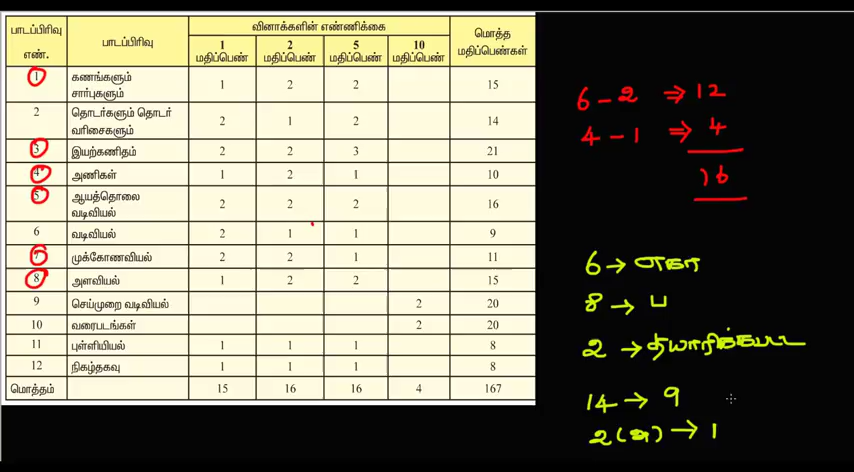 பாடப்பிரிவு எண். பாடப்பிரிவு வினாக்களின் எண்ணிக்கை மொத்த மதிப்பெண்கள்
1 மதிப்பெண் 2 மதிப்பெண் 5 மதிப்பெண் 10 மதிப்பெண்
1 கணங்களும் சார்புகளும் 1 2 2 15
2 தொடர்களும் தொடர் வரிசைகளும் 2 1 2 14
3 இயற்கணிதம் 2 2 3 21
4 அணிகள் 1 2 1 10
5 ஆயத்தொலை வடிவியல் 2 2 2 16
6 வடிவியல் 2 1 1 9
7 முக்கோணவியல் 2 2 1 11
8 அளவியல் 1 2 2 15
9 செய்முறை வடிவியல் 2 20
10 வரைபடங்கள் 2 20
11 புள்ளியியல் 1 1 1 8
12 நிகழ்தகவு 1 1 1 8
மொத்தம் 15 16 16 4 167
6 - 2 ⇒ 12
4 - 1 ⇒ 4
16
6 →
8 → ப
2 → தயாரிக்கப்பட
14 → 9
2 (அ) → 1